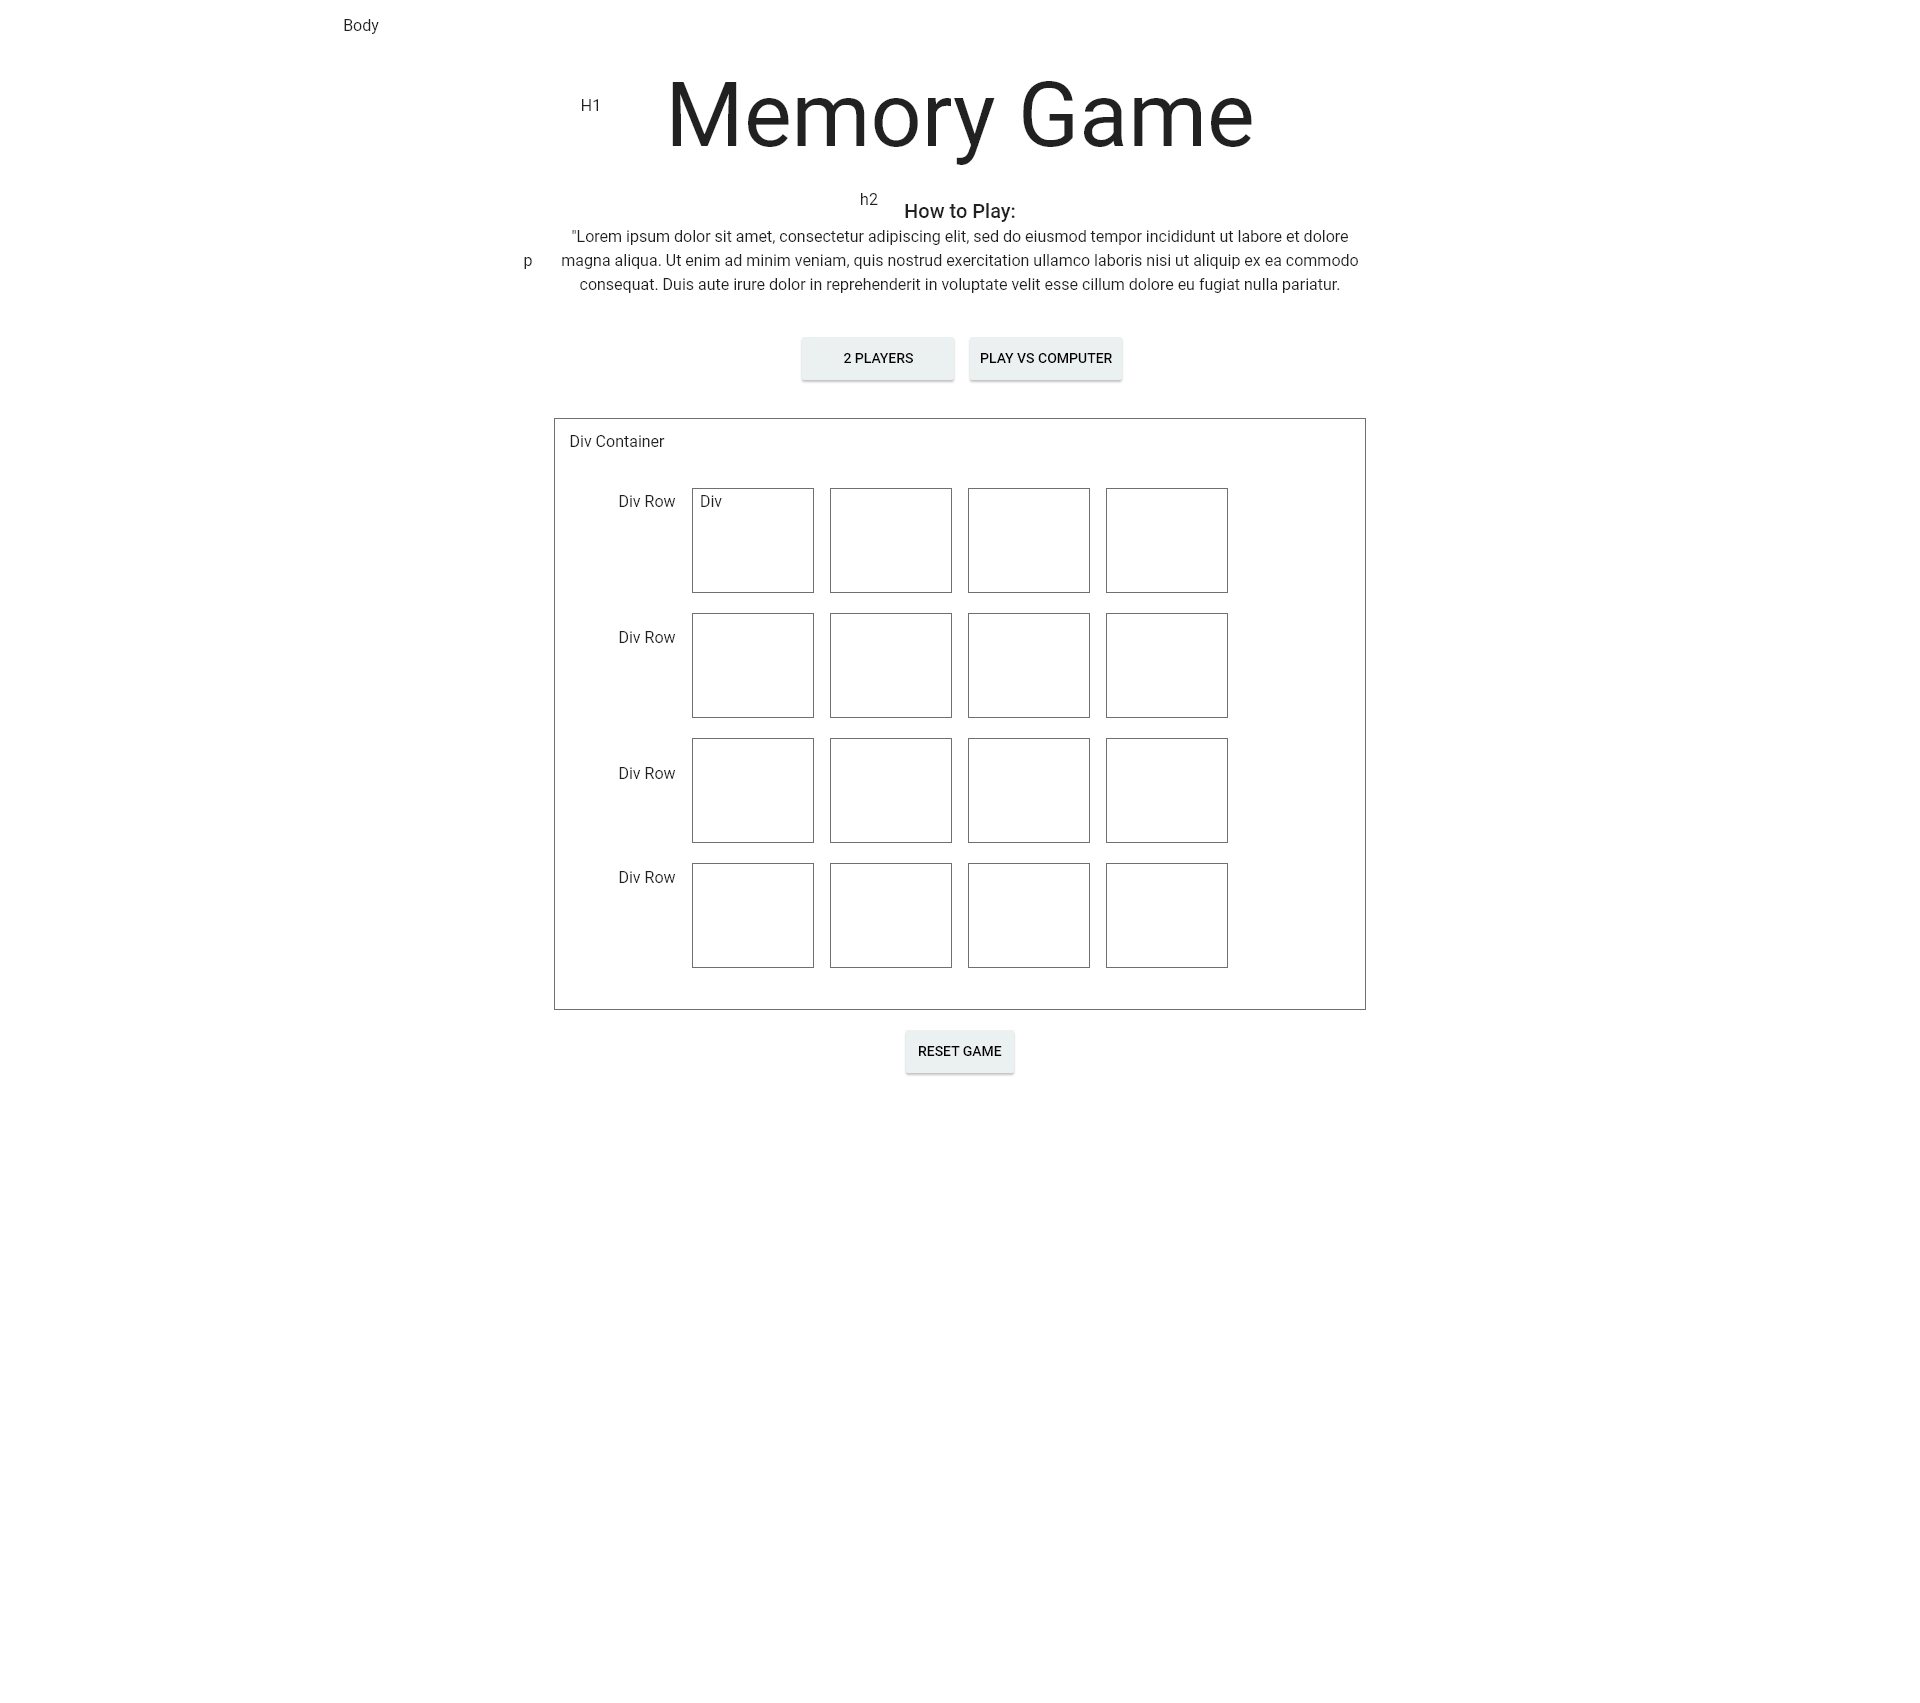 Body
H1
Memory Game
h2
How to Play:
"Lorem ipsum dolor sit amet, consectetur adipiscing elit, sed do eiusmod tempor incididunt ut labore et dolore
p
magna aliqua. Ut enim ad minim veniam, quis nostrud exercitation ullamco laboris nisi ut aliquip ex ea commodo
consequat. Duis aute irure dolor in reprehenderit in voluptate velit esse cillum dolore eu fugiat nulla pariatur.
2 PLAYERS
PLAY VS COMPUTER
Div Container
Div Row
Div
Div Row
Div Row
Div Row
RESET GAME